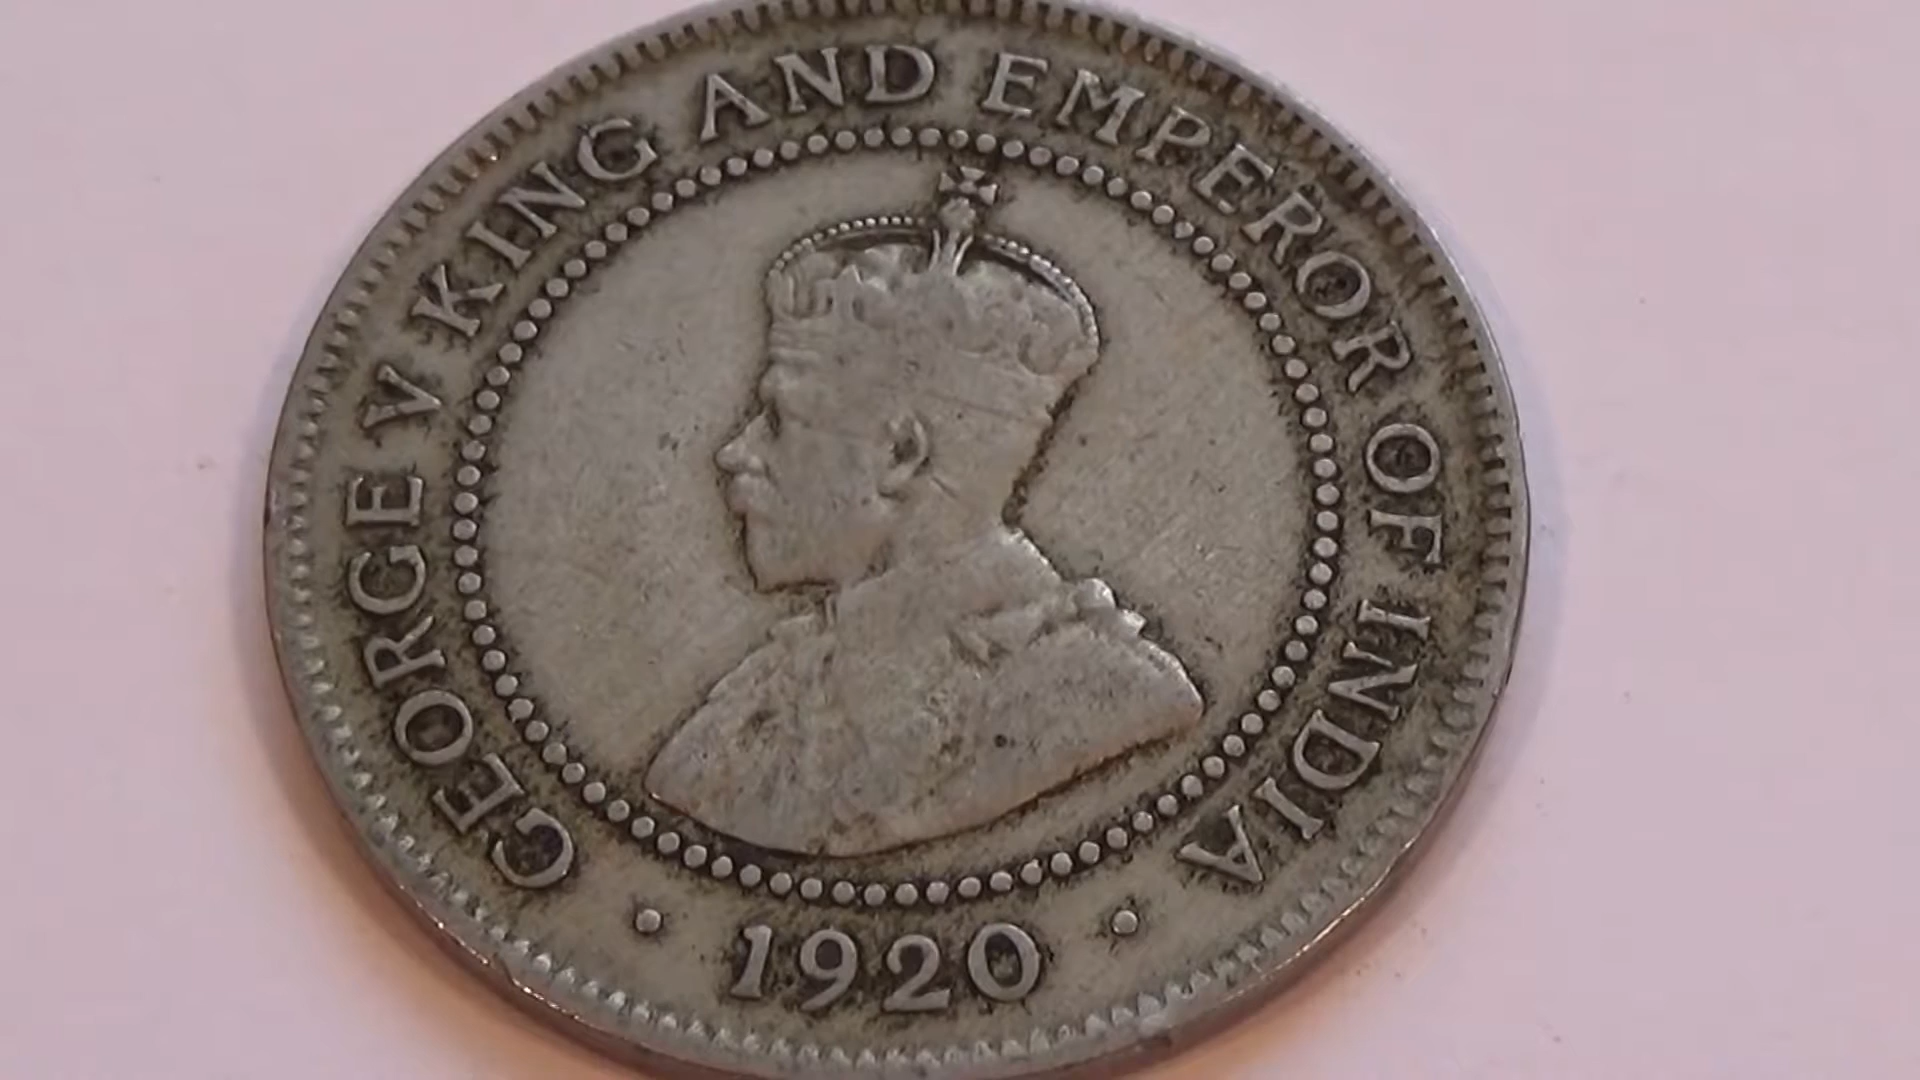 GEORGE V KING AND EMPEROR OF INDIA
· 1920 ·